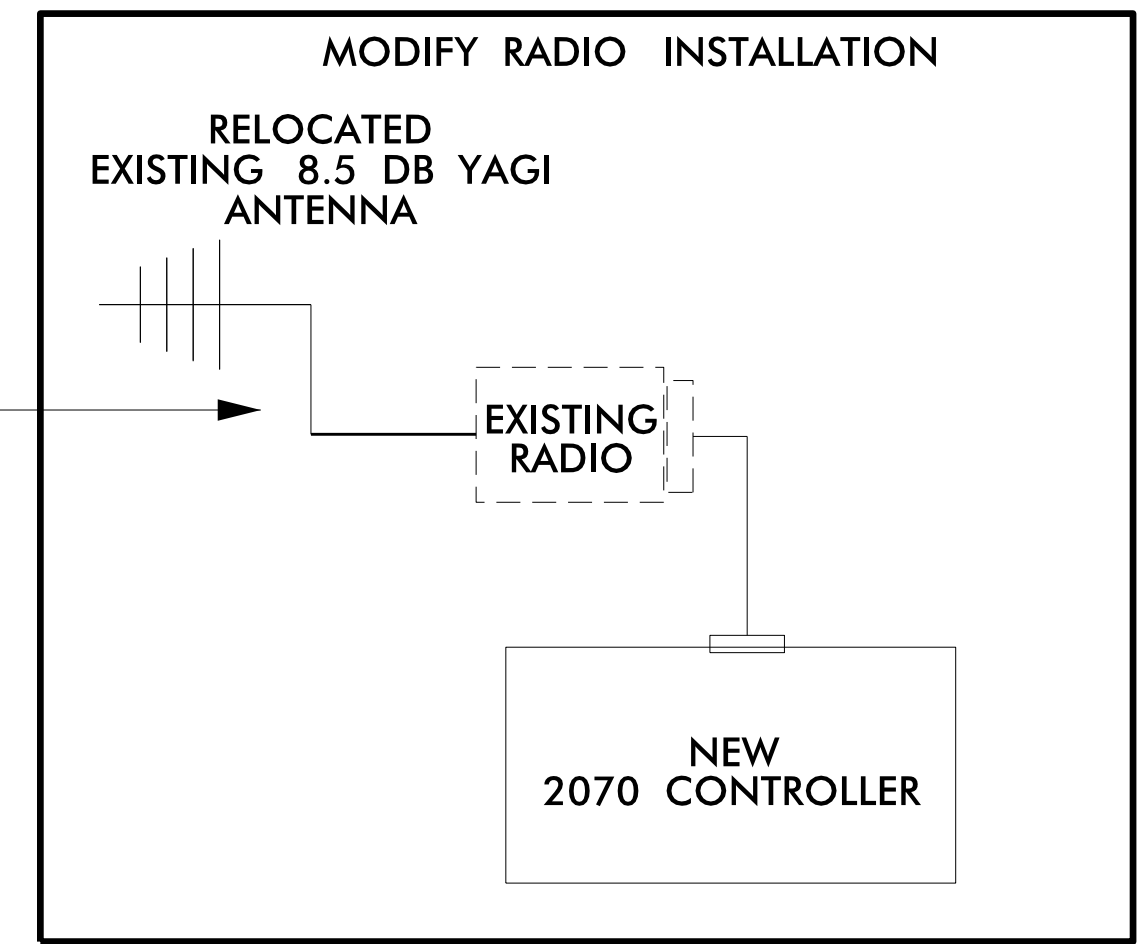 MODIFY RADIO INSTALLATION
RELOCATED
EXISTING 8.5 DB YAGI
ANTENNA
EXISTING
RADIO
NEW
2070 CONTROLLER